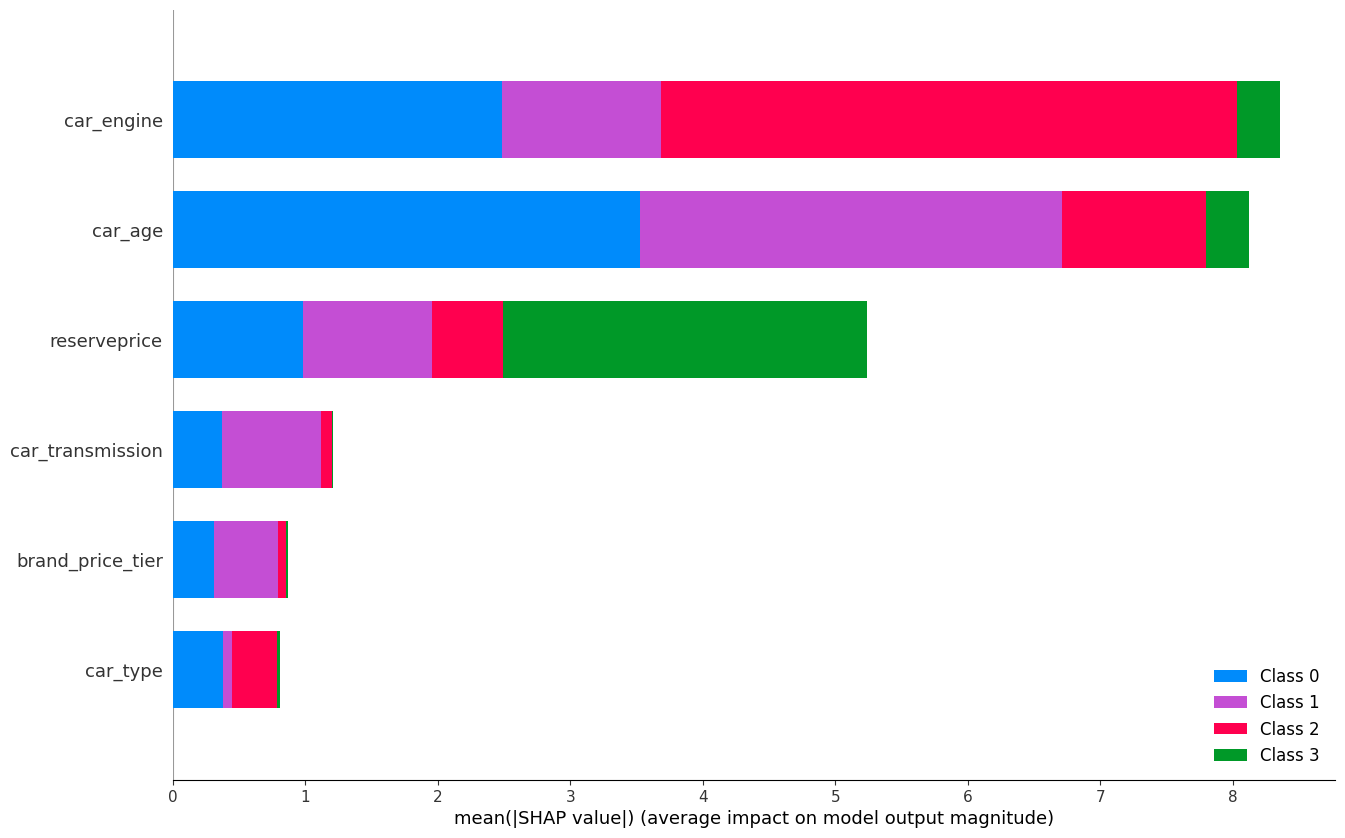 car_engine
car_age
reserveprice
car_transmission
brand_price_tier
car_type
Class 0
Class 1
Class 2
Class 3
0 1 2 3 4 5 6 7 8
mean(|SHAP value|) (average impact on model output magnitude)